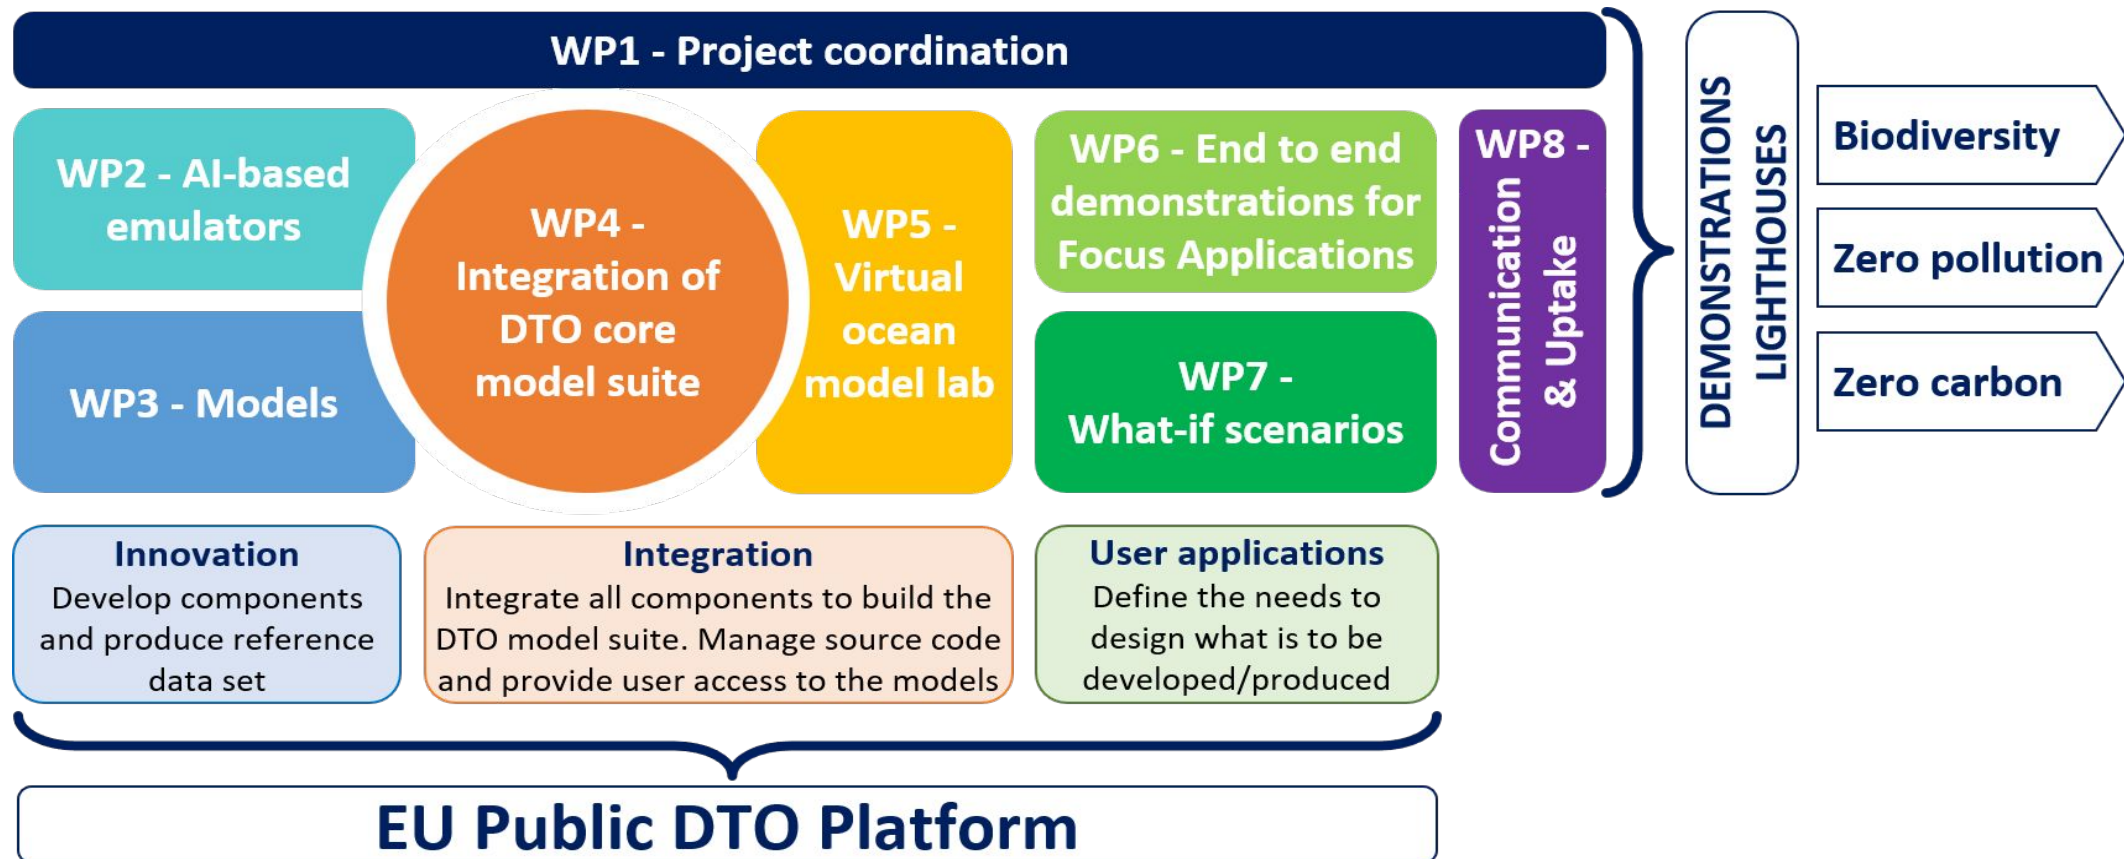 WP1 - Project coordination
WP2 - AI-based
emulators
WP3 - Models
WP4 -
Integration of
DTO core
model suite
WP5 -
Virtual
ocean
model lab
WP6 - End to end
demonstrations for
Focus Applications
WP7 -
What-if scenarios
WP8 -
Communication
& Uptake
DEMONSTRATIONS
LIGHTHOUSES
Biodiversity
Zero pollution
Zero carbon
Innovation
Develop components
and produce reference
data set
Integration
Integrate all components to build the
DTO model suite. Manage source code
and provide user access to the models
User applications
Define the needs to
design what is to be
developed/produced
EU Public DTO Platform